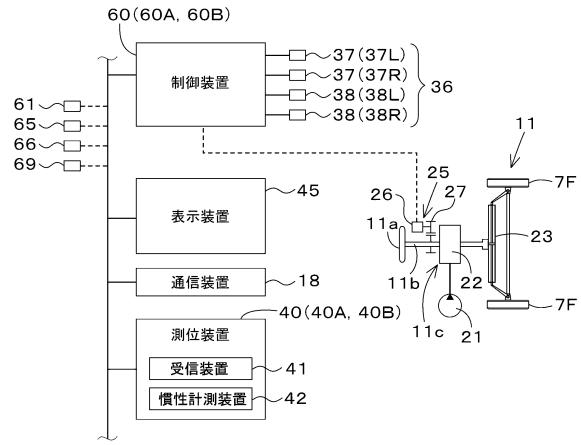 60(60A, 60B)
制御装置
37(37L)
37(37R)
38(38L)
38(38R)
36
61
65
66
69
表示装置
45
通信装置
18
40(40A, 40B)
測位装置
受信装置
41
慣性計測装置
42
11
7F
25
26
27
11a
23
11b
22
11c
21
7F